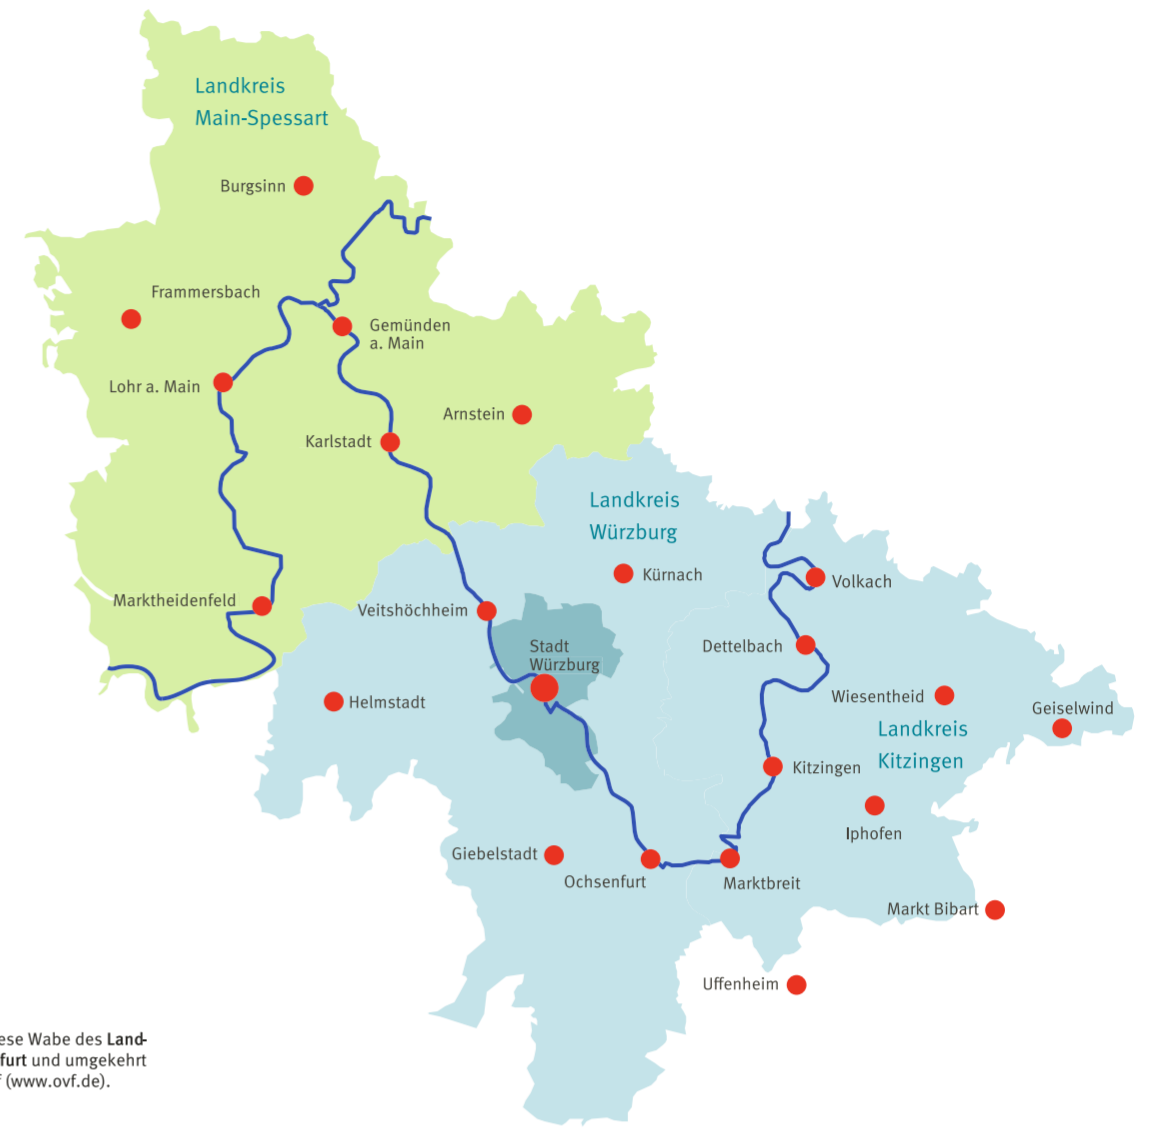 Landkreis
Main-Spessart
Burgsinn
Frammersbach
Gemünden
a. Main
Lohr a. Main
Arnstein
Karlstadt
Landkreis
Würzburg
Kürnach
Volkach
Marktheidenfeld
Veitshöchheim
Stadt
Würzburg
Dettelbach
Wiesentheid
Helmstadt
Geiselwind
Landkreis
Kitzingen
Kitzingen
Iphofen
Giebelstadt
Ochsenfurt
Marktbreit
Markt Bibart
Uffenheim
ese Wabe des Land-
furt und umgekehrt
(www.ovf.de).